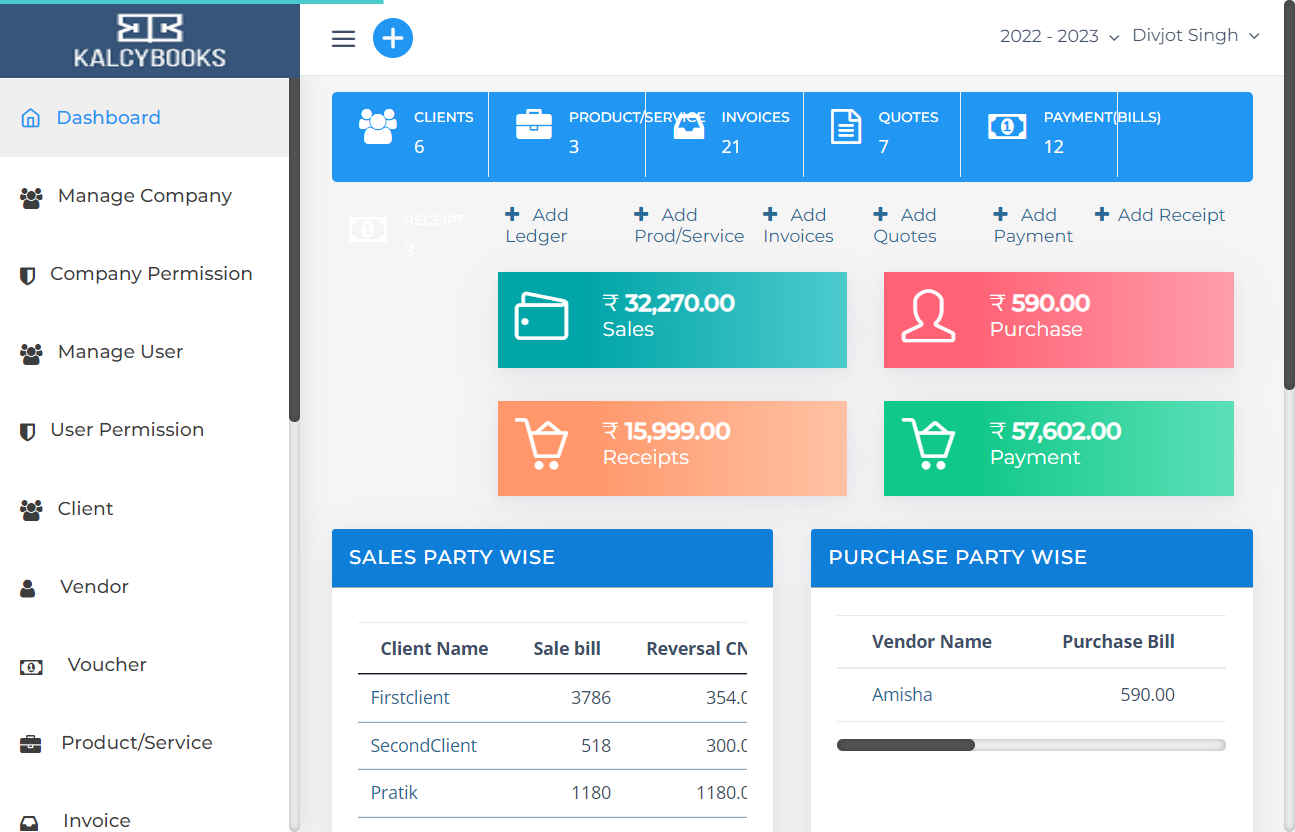 KALCYBOOKS
2022 - 2023
Divjot Singh
Dashboard
Manage Company
Company Permission
Manage User
User Permission
Client
Vendor
Voucher
Product/Service
Invoice
CLIENTS
6
PRODUCT/SERVICE
3
INVOICES
21
QUOTES
7
PAYMENT(BILLS)
12
RECEIPT
3
Add
Ledger
Add
Prod/Service
Add
Invoices
Add
Quotes
Add
Payment
Add Receipt
₹ 32,270.00
Sales
₹ 590.00
Purchase
₹ 15,999.00
Receipts
₹ 57,602.00
Payment
SALES PARTY WISE
Client Name Sale bill Reversal CN
Firstclient 3786 354.0
SecondClient 518 300.0
Pratik 1180 1180.0
PURCHASE PARTY WISE
Vendor Name Purchase Bill
Amisha 590.00